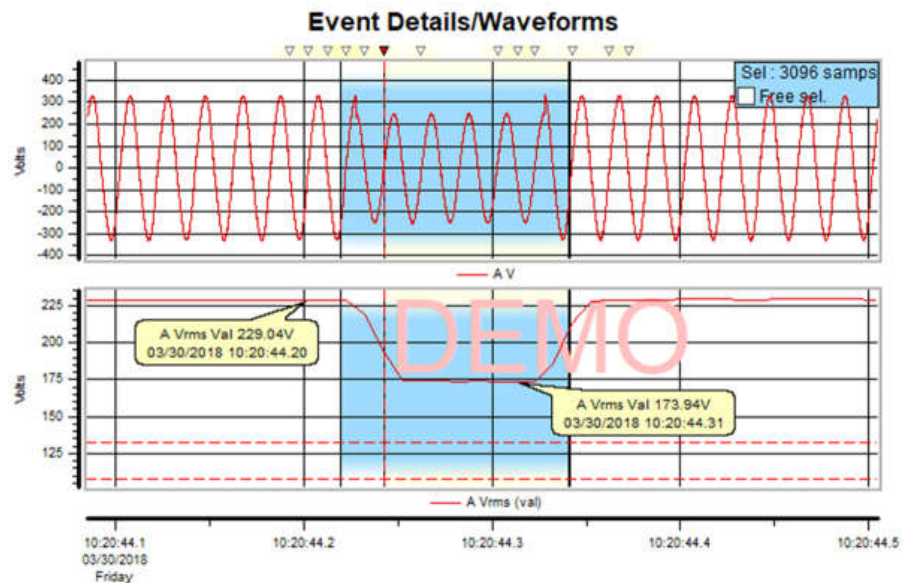 Event Details/Waveforms
Sel : 3096 samps
Free sel.
400
300
200
100
0
-100
-200
-300
-400
Volts
A V
DEMO
225
200
175
150
125
Volts
A Vrms Val 229.04V
03/30/2018 10:20:44.20
A Vrms Val 173.94V
03/30/2018 10:20:44.31
A Vrms (val)
10:20:44.1 10:20:44.2 10:20:44.3 10:20:44.4 10:20:44.5
03/30/2018
Friday